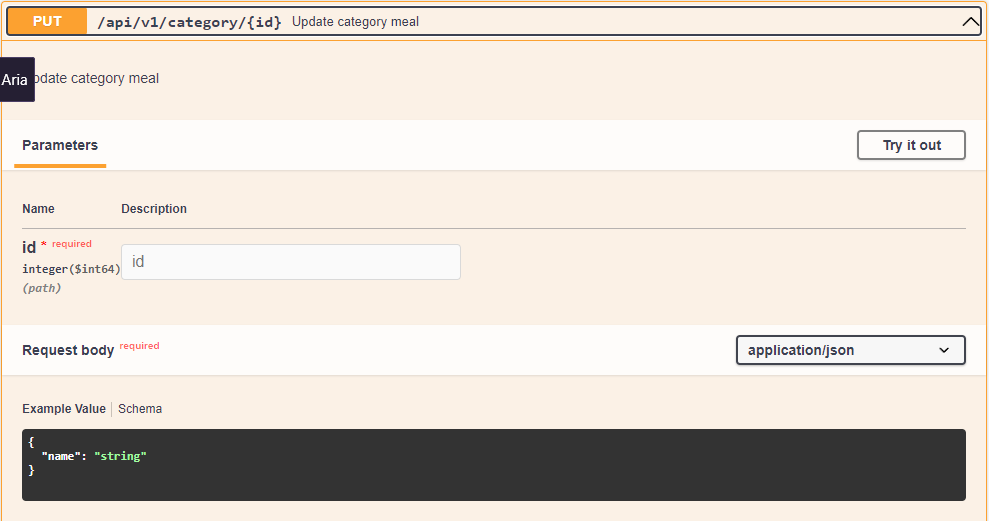 PUT /api/v1/category/{id} Update category meal
Aria
pdate category meal
Parameters
Try it out
Name Description
id * required
integer($int64)
(path)
id
Request body required
application/json
Example Value Schema
{
"name": "string"
}